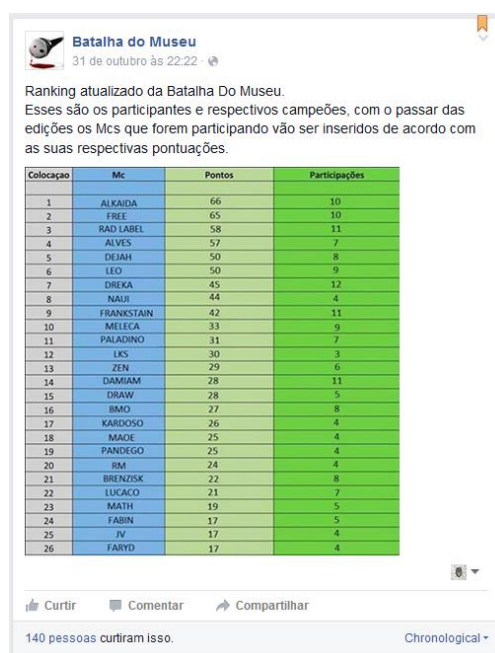 Batalha do Museu
31 de outubro às 22:22 ·
Ranking atualizado da Batalha Do Museu.
Esses são os participantes e respectivos campeões, com o passar das
edições os Mcs que forem participando vão ser inseridos de acordo com
as suas respectivas pontuações.
Colocaçao Mc Pontos Participações
1 ALKAIDA 66 10
2 FREE 65 10
3 RAD LABEL 58 11
4 ALVES 57 7
5 DEJAH 50 8
6 LEO 50 9
7 DREKA 45 12
8 NAUI 44 4
9 FRANKSTAIN 42 11
10 MELECA 33 9
11 PALADINO 31 7
12 LKS 30 3
13 ZEN 29 6
14 DAMIAM 28 11
15 DRAW 28 5
16 BMO 27 8
17 KARDOSO 26 4
18 MAOE 25 4
19 PANDEGO 25 4
20 RM 24 4
21 BRENZISK 22 8
22 LUCACO 21 7
23 MATH 19 5
24 FABIN 17 5
25 JV 17 4
26 FARYD 17 4
Curtir Comentar Compartilhar
140 pessoas curtiram isso. Chronological